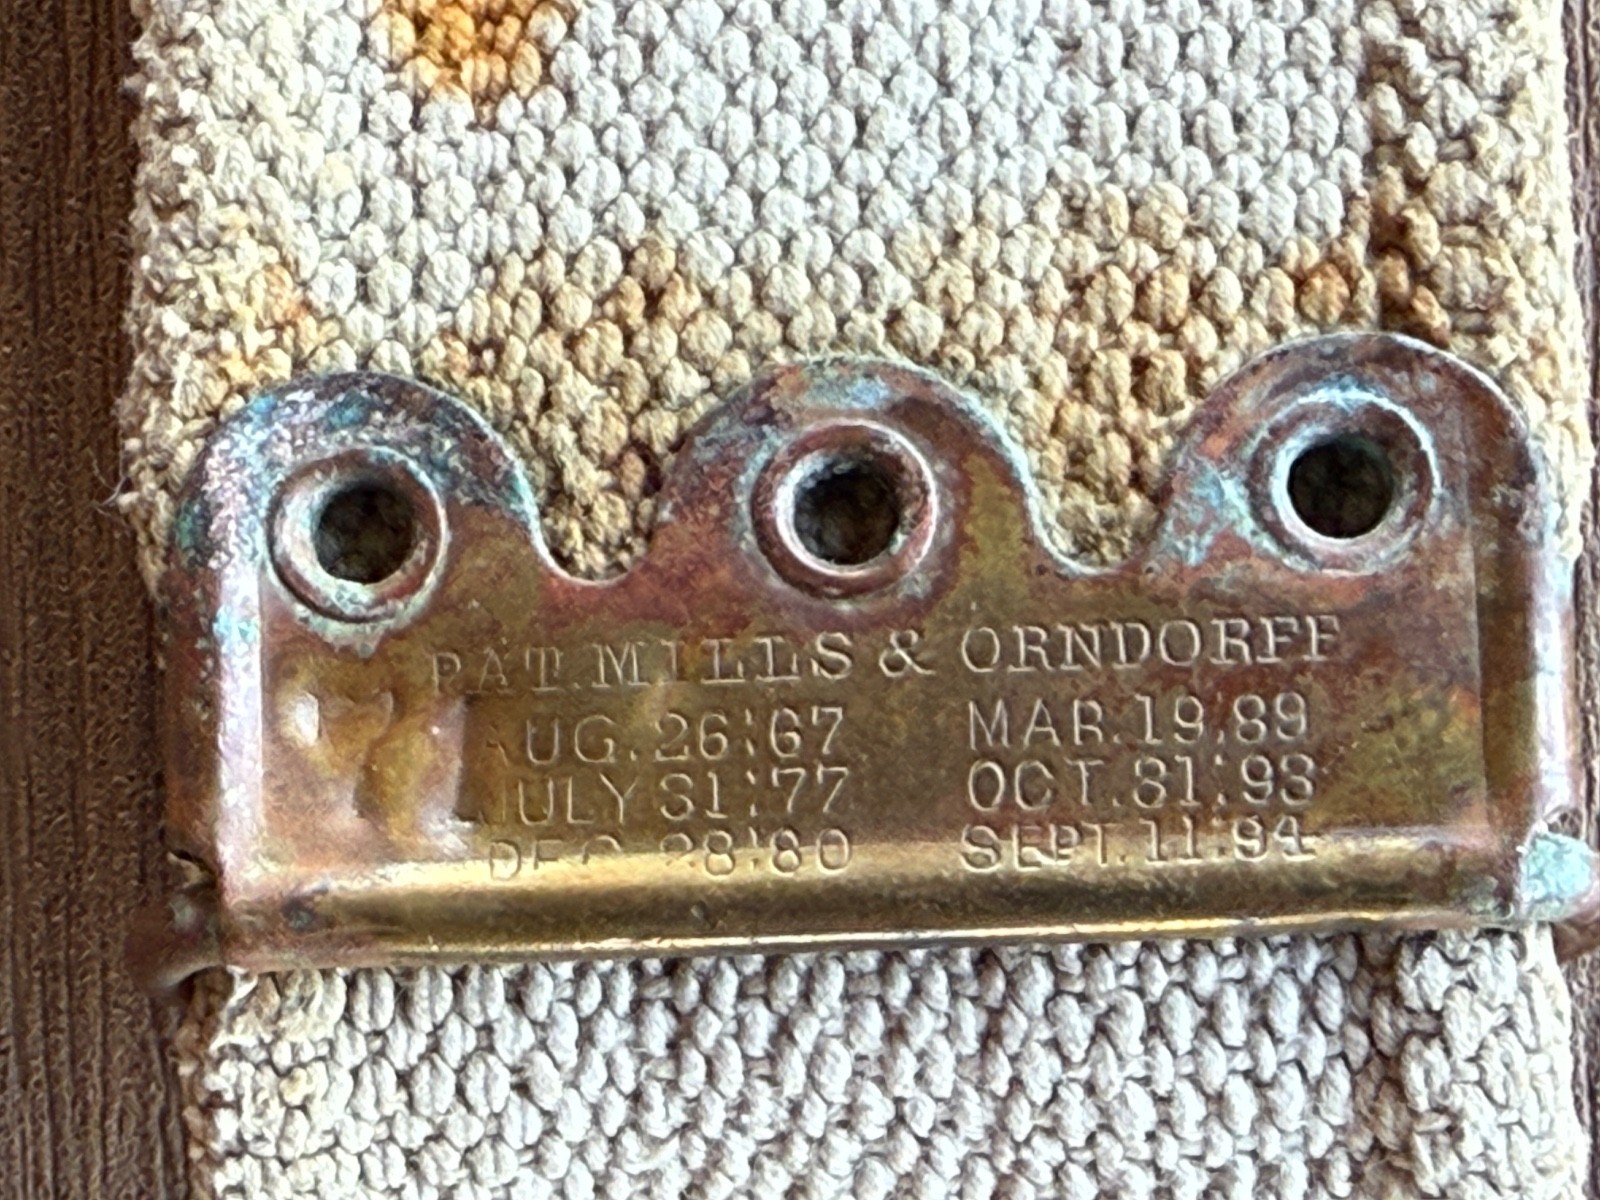 PAT. MILLS & ORNDORFF
AUG. 26:67 MAR. 19:89
JULY 31:77 OCT. 31:93
DEC. 28:80 SEPT. 11:94